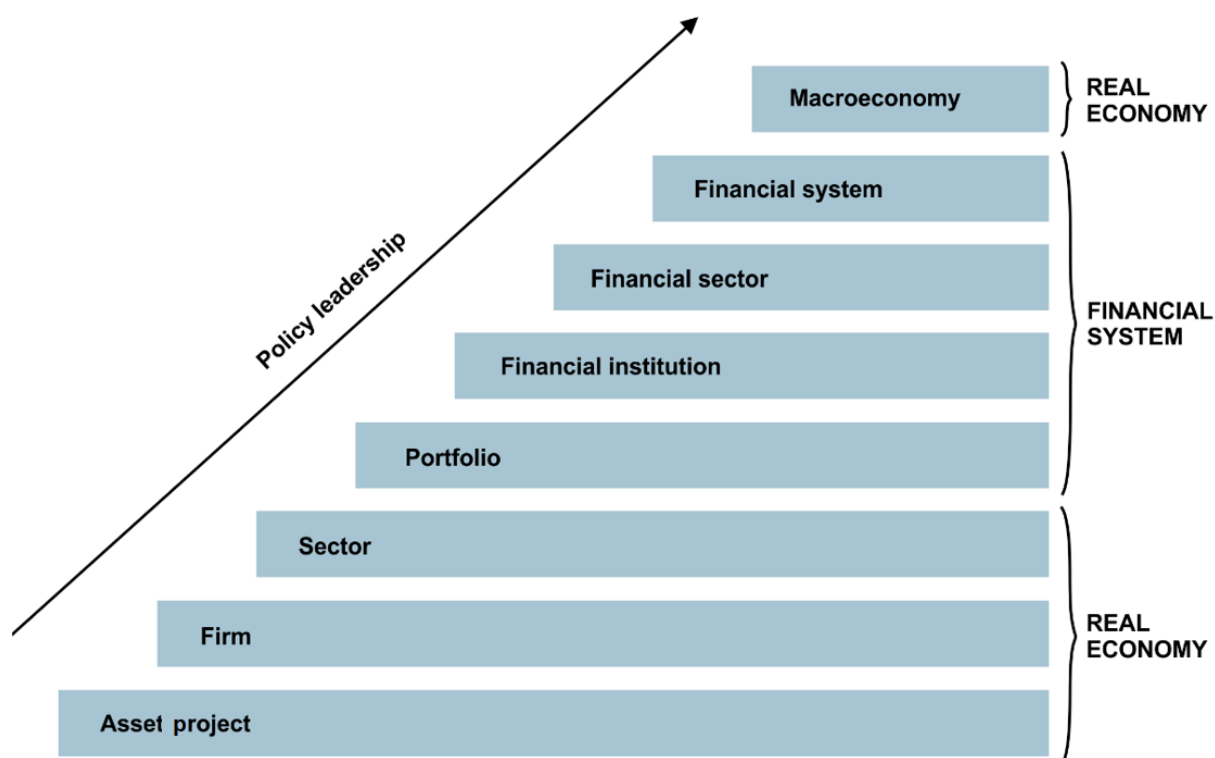 Macroeconomy
REAL
ECONOMY
Financial system
Financial sector
Policy leadership
FINANCIAL
SYSTEM
Financial institution
Portfolio
Sector
Firm
REAL
ECONOMY
Asset project